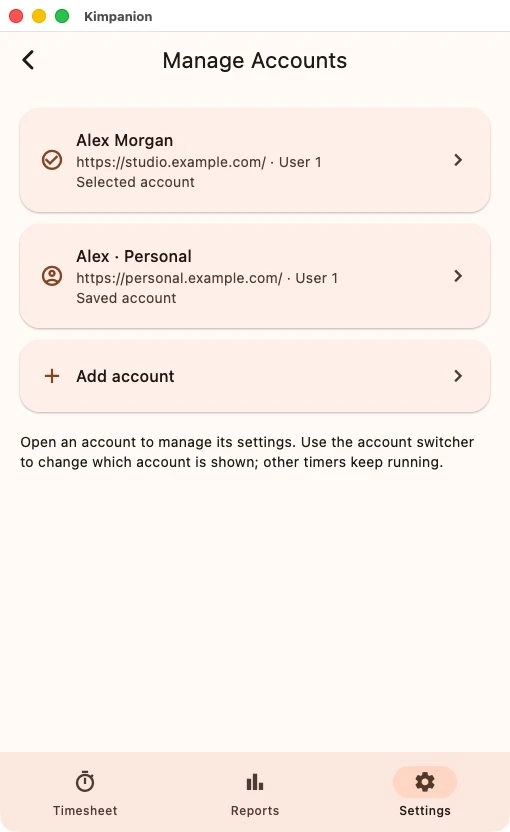 Kimpanion
Manage Accounts
Alex Morgan
https://studio.example.com/ · User 1
Selected account
Alex · Personal
https://personal.example.com/ · User 1
Saved account
Add account
Open an account to manage its settings. Use the account switcher
to change which account is shown; other timers keep running.
Timesheet
Reports
Settings